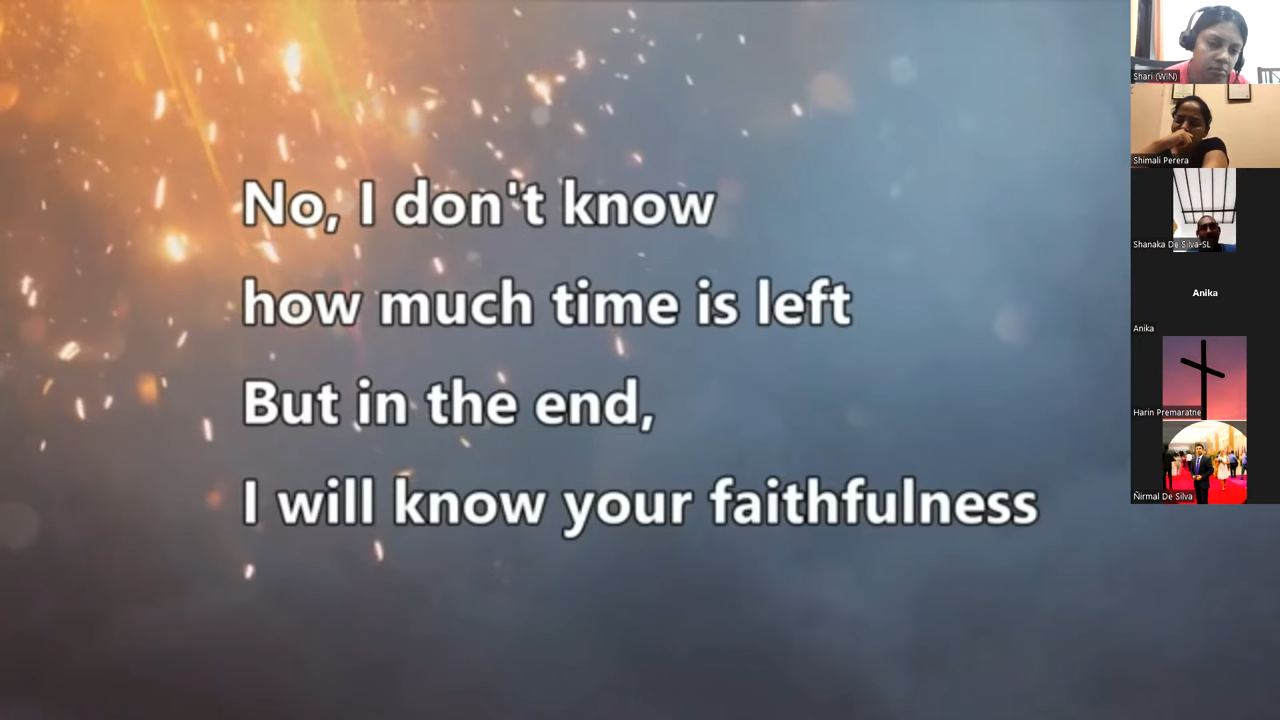 No, I don't know
how much time is left
But in the end,
I will know your faithfulness
Shari (WIN)
Shimali Perera
Shanaka De Silva-SL
Anika
Anika
Harin Premaratne
Nirmal De Silva